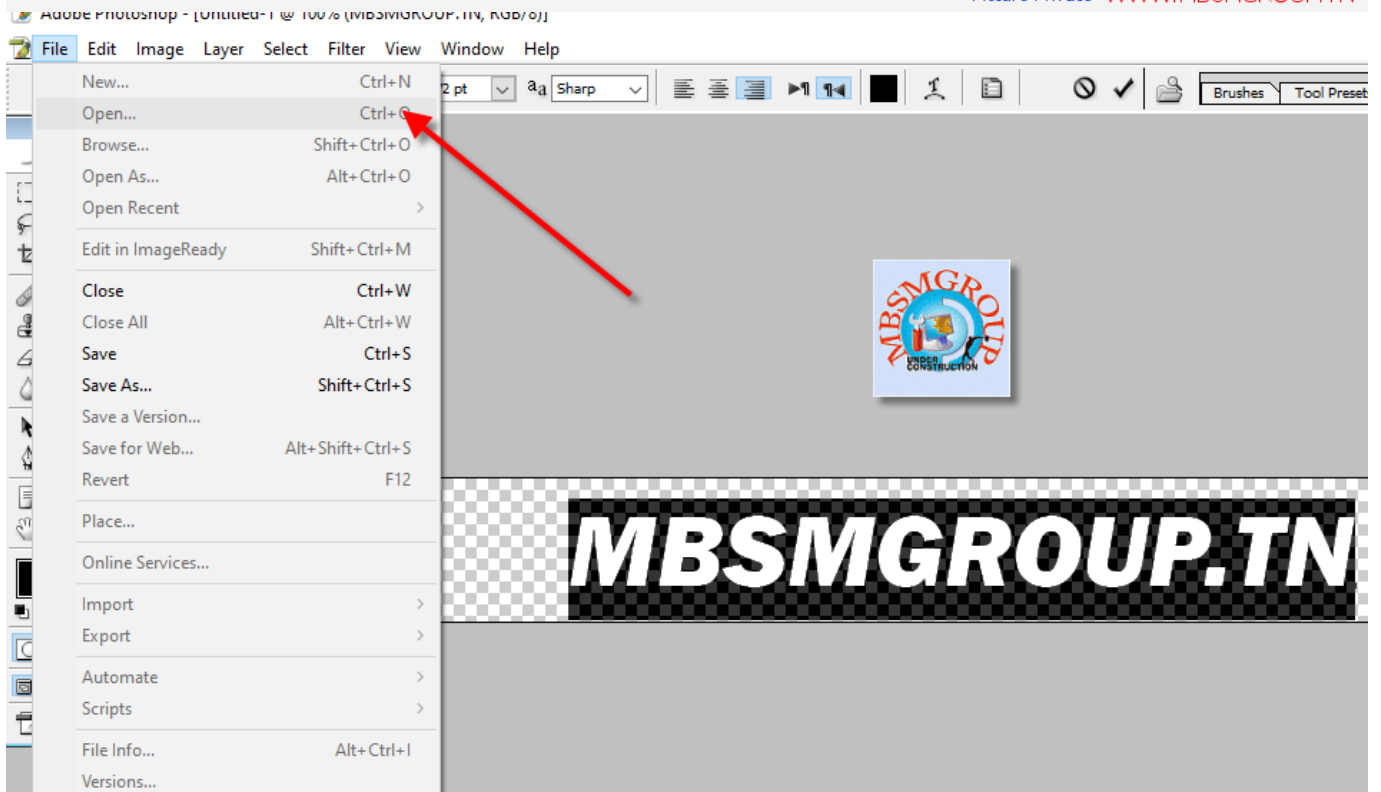 Adobe Photoshop - [Untitled-1 @ 100% (MBSMGROUP.TN, RGB/8)]
File Edit Image Layer Select Filter View Window Help
2 pt aa Sharp Brushes Tool Preset
New... Ctrl+N
Open... Ctrl+O
Browse... Shift+Ctrl+O
Open As... Alt+Ctrl+O
Open Recent
Edit in ImageReady Shift+Ctrl+M
Close Ctrl+W
Close All Alt+Ctrl+W
Save Ctrl+S
Save As... Shift+Ctrl+S
Save a Version...
Save for Web... Alt+Shift+Ctrl+S
Revert F12
Place...
Online Services...
Import
Export
Automate
Scripts
File Info... Alt+Ctrl+I
Versions...
MBSMGROUP
UNDER
CONSTRUCTION
MBSMGROUP.TN